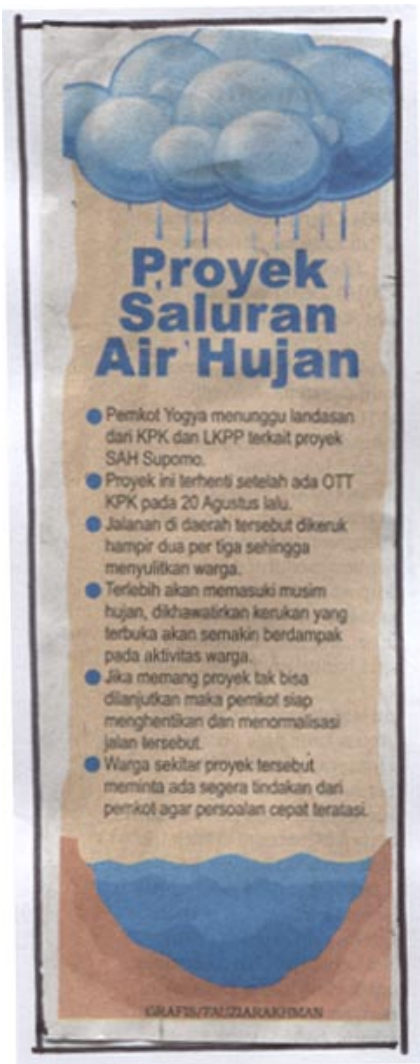 Proyek
Saluran
Air Hujan
● Pemkot Yogya menunggu landasan
dari KPK dan LKPP terkait proyek
SAH Supomo.
● Proyek ini terhenti setelah ada OTT
KPK pada 20 Agustus lalu.
● Jalanan di daerah tersebut dikeruk
hampir dua per tiga sehingga
menyulitkan warga.
● Terlebih akan memasuki musim
hujan, dikhawatirkan kerukan yang
terbuka akan semakin berdampak
pada aktivitas warga.
● Jika memang proyek tak bisa
dilanjutkan maka pemkot siap
menghentikan dan menormalisasi
jalan tersebut.
● Warga sekitar proyek tersebut
meminta ada segera tindakan dari
pemkot agar persoalan cepat teratasi.
GRAFIS/FAUZIARAKHMAN